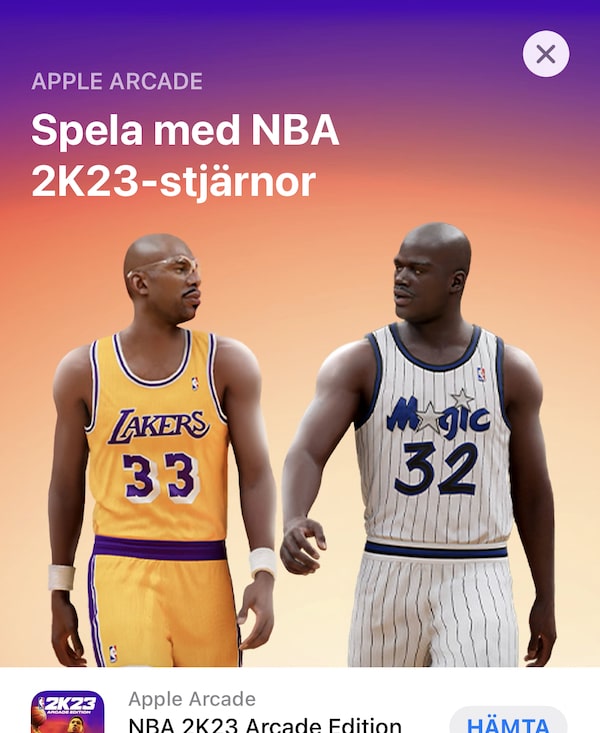 APPLE ARCADE
Spela med NBA
2K23-stjärnor
LAKERS
33
Magic
32
2K23
ARCADE EDITION
Apple Arcade
NBA 2K23 Arcade Edition
HÄMTA